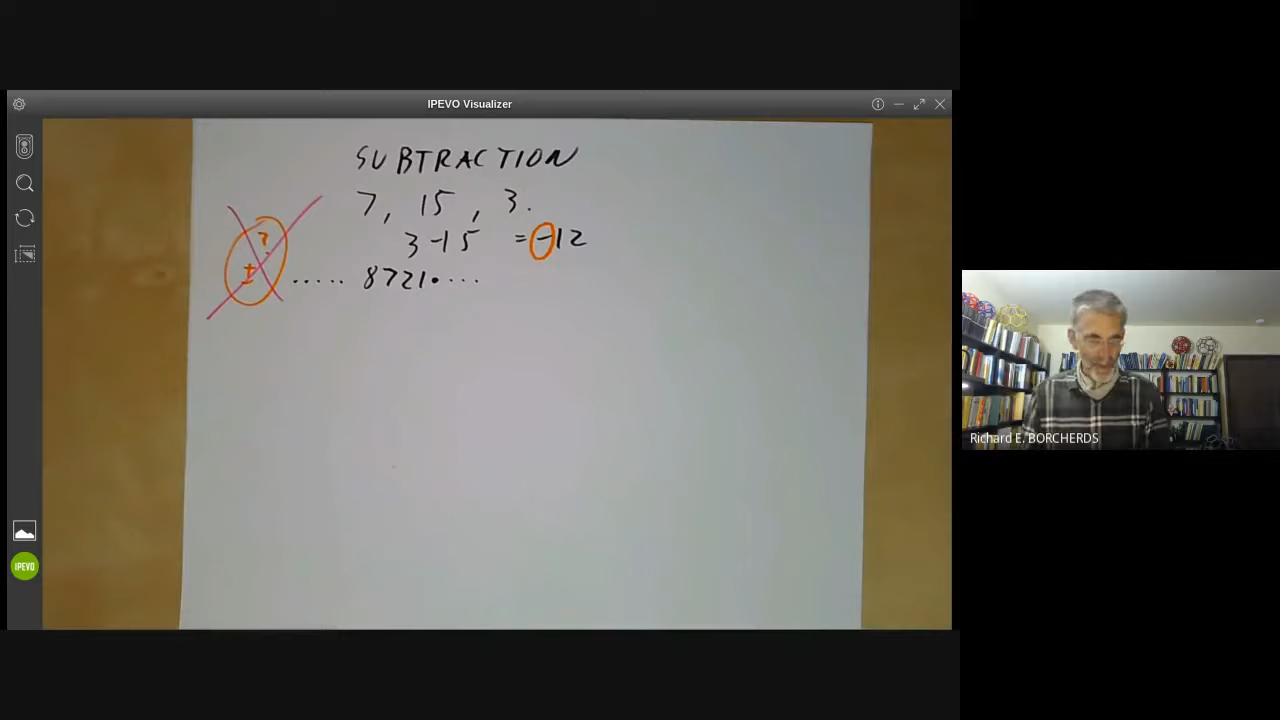 IPEVO Visualizer
SUBTRACTION
7, 15, 3.
3 - 15 = -12
? ± ..... 8721•....
Richard E. BORCHERDS
IPEVO